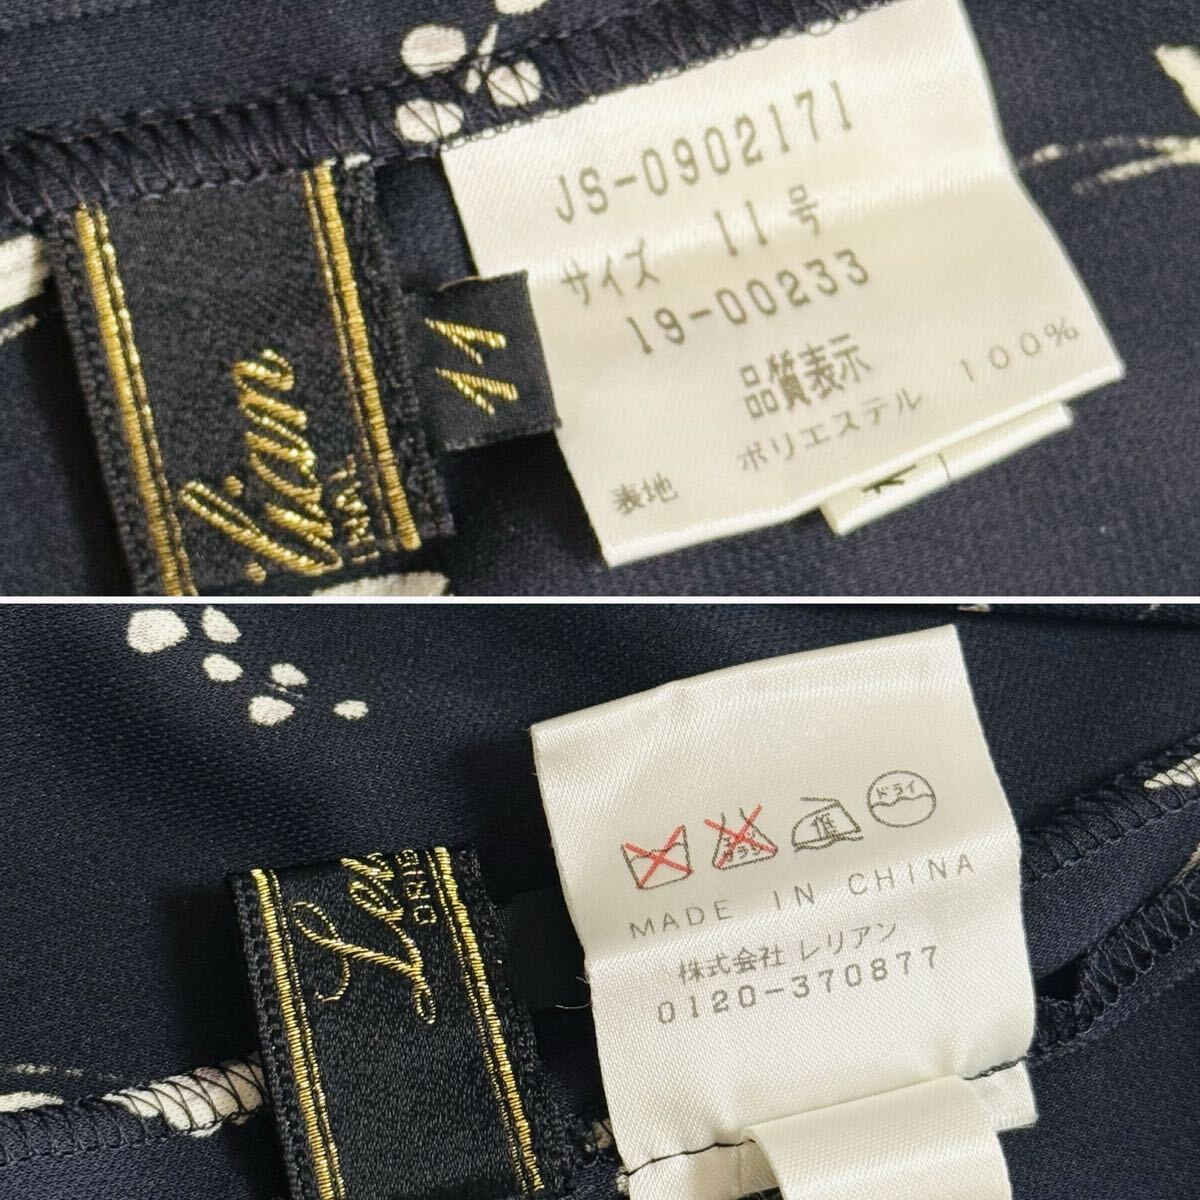 JS-0902171
サイズ 11号
19-00233
品質表示
表地 ポリエステル 100%
11
ドライ
低
MADE IN CHINA
株式会社 レリアン
0120-370877